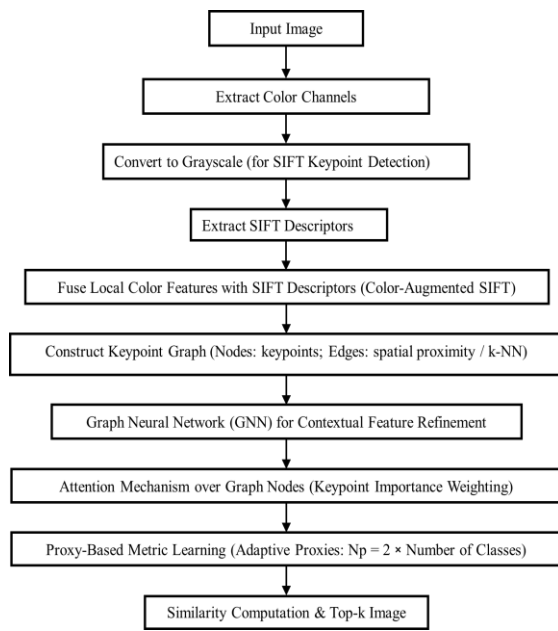 Input Image
Extract Color Channels
Convert to Grayscale (for SIFT Keypoint Detection)
Extract SIFT Descriptors
Fuse Local Color Features with SIFT Descriptors (Color-Augmented SIFT)
Construct Keypoint Graph (Nodes: keypoints; Edges: spatial proximity / k-NN)
Graph Neural Network (GNN) for Contextual Feature Refinement
Attention Mechanism over Graph Nodes (Keypoint Importance Weighting)
Proxy-Based Metric Learning (Adaptive Proxies: Np = 2 × Number of Classes)
Similarity Computation & Top-k Image